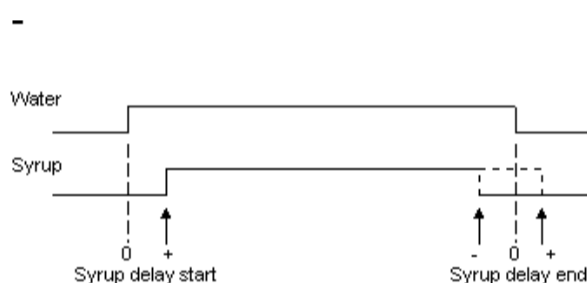 -
Water
Syrup
0 + - 0 +
Syrup delay start Syrup delay end